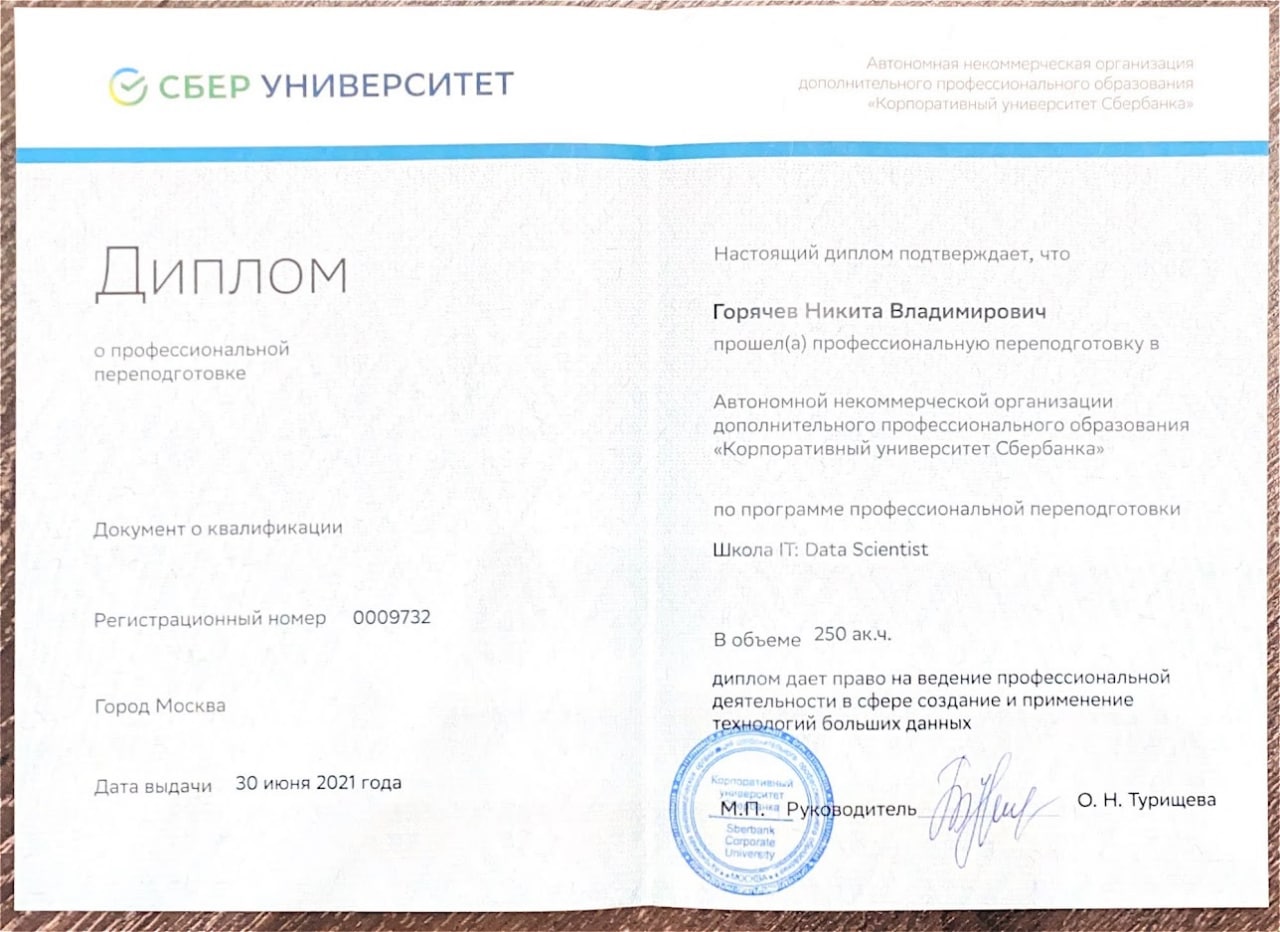 СБЕР УНИВЕРСИТЕТ
Автономная некоммерческая организация
дополнительного профессионального образования
«Корпоративный университет Сбербанка»
Диплом
о профессиональной
переподготовке
Документ о квалификации
Регистрационный номер 0009732
Город Москва
Дата выдачи 30 июня 2021 года
Настоящий диплом подтверждает, что
Горячев Никита Владимирович
прошел(а) профессиональную переподготовку в
Автономной некоммерческой организации
дополнительного профессионального образования
«Корпоративный университет Сбербанка»
по программе профессиональной переподготовки
Школа IT: Data Scientist
В объеме 250 ак.ч.
диплом дает право на ведение профессиональной
деятельности в сфере создание и применение
технологий больших данных
М.П. Руководитель О. Н. Турищева
Корпоративный
университет
Сбербанка
Sberbank
Corporate
University
МОСКВА